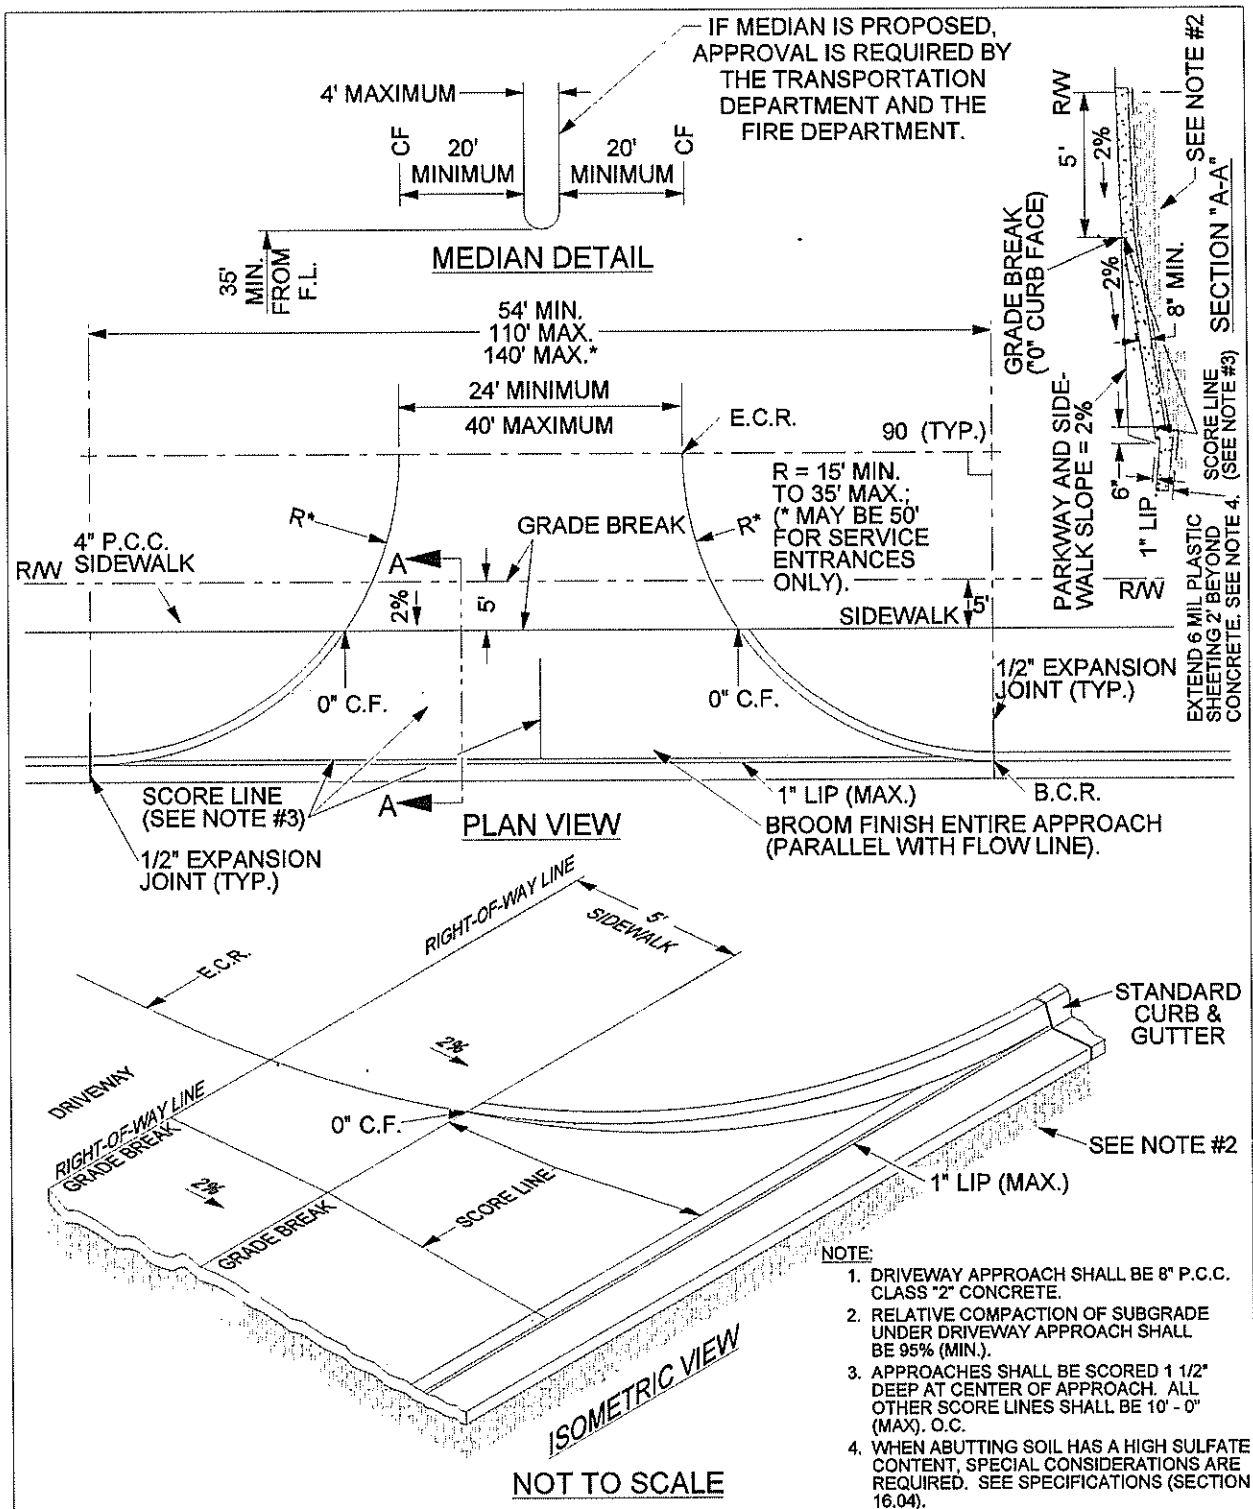 IF MEDIAN IS PROPOSED,
APPROVAL IS REQUIRED BY
THE TRANSPORTATION
DEPARTMENT AND THE
FIRE DEPARTMENT.
4' MAXIMUM
CF
20'
MINIMUM
20'
MINIMUM
CF
35'
MIN.
FROM
F.L.
MEDIAN DETAIL
R/W
5'
2%
SEE NOTE #2
GRADE BREAK
("0" CURB FACE)
2%
8" MIN.
SECTION "A-A"
PARKWAY AND SIDE-
WALK SLOPE = 2%
6"
1" LIP
SCORE LINE
(SEE NOTE #3)
EXTEND 6 MIL PLASTIC
SHEETING 2' BEYOND
CONCRETE. SEE NOTE 4.
54' MIN.
110' MAX.
140' MAX.*
24' MINIMUM
40' MAXIMUM
E.C.R.
90 (TYP.)
R = 15' MIN.
TO 35' MAX.;
(* MAY BE 50'
FOR SERVICE
ENTRANCES
ONLY).
R*
GRADE BREAK
R*
4" P.C.C.
SIDEWALK
R/W
A
2%
5'
R/W
SIDEWALK
5'
0" C.F.
0" C.F.
1/2" EXPANSION
JOINT (TYP.)
SCORE LINE
(SEE NOTE #3)
A
PLAN VIEW
1" LIP (MAX.)
B.C.R.
BROOM FINISH ENTIRE APPROACH
(PARALLEL WITH FLOW LINE).
1/2" EXPANSION
JOINT (TYP.)
RIGHT-OF-WAY LINE
5'
SIDEWALK
E.C.R.
STANDARD
CURB &
GUTTER
2%
DRIVEWAY
0" C.F.
RIGHT-OF-WAY LINE
GRADE BREAK
2%
SEE NOTE #2
1" LIP (MAX.)
SCORE LINE
GRADE BREAK
ISOMETRIC VIEW
NOT TO SCALE
NOTE:
1. DRIVEWAY APPROACH SHALL BE 8" P.C.C.
CLASS "2" CONCRETE.
2. RELATIVE COMPACTION OF SUBGRADE
UNDER DRIVEWAY APPROACH SHALL
BE 95% (MIN.).
3. APPROACHES SHALL BE SCORED 1 1/2"
DEEP AT CENTER OF APPROACH. ALL
OTHER SCORE LINES SHALL BE 10' - 0"
(MAX). O.C.
4. WHEN ABUTTING SOIL HAS A HIGH SULFATE
CONTENT, SPECIAL CONSIDERATIONS ARE
REQUIRED. SEE SPECIFICATIONS (SECTION
16.04).